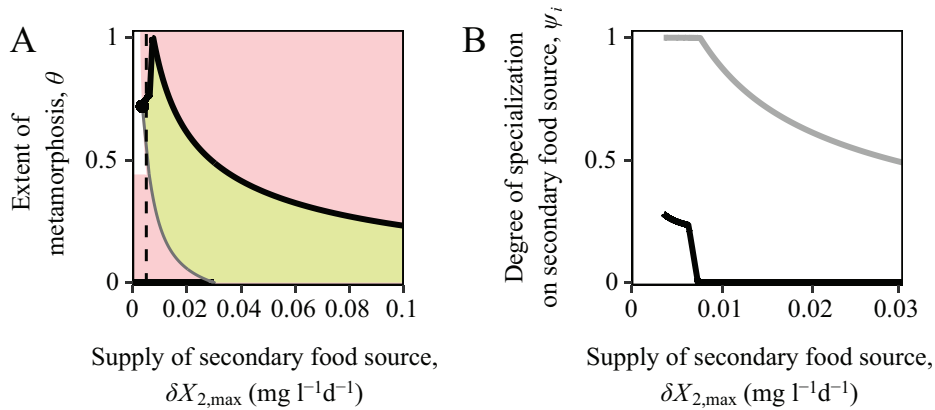 A
Extent of
metamorphosis, θ
1
0.5
0
0 0.02 0.04 0.06 0.08 0.1
Supply of secondary food source,
δX2,max (mg l−1d−1)
B
Degree of specialization
on secondary food source, ψi
1
0.5
0
0 0.01 0.02 0.03
Supply of secondary food source,
δX2,max (mg l−1d−1)